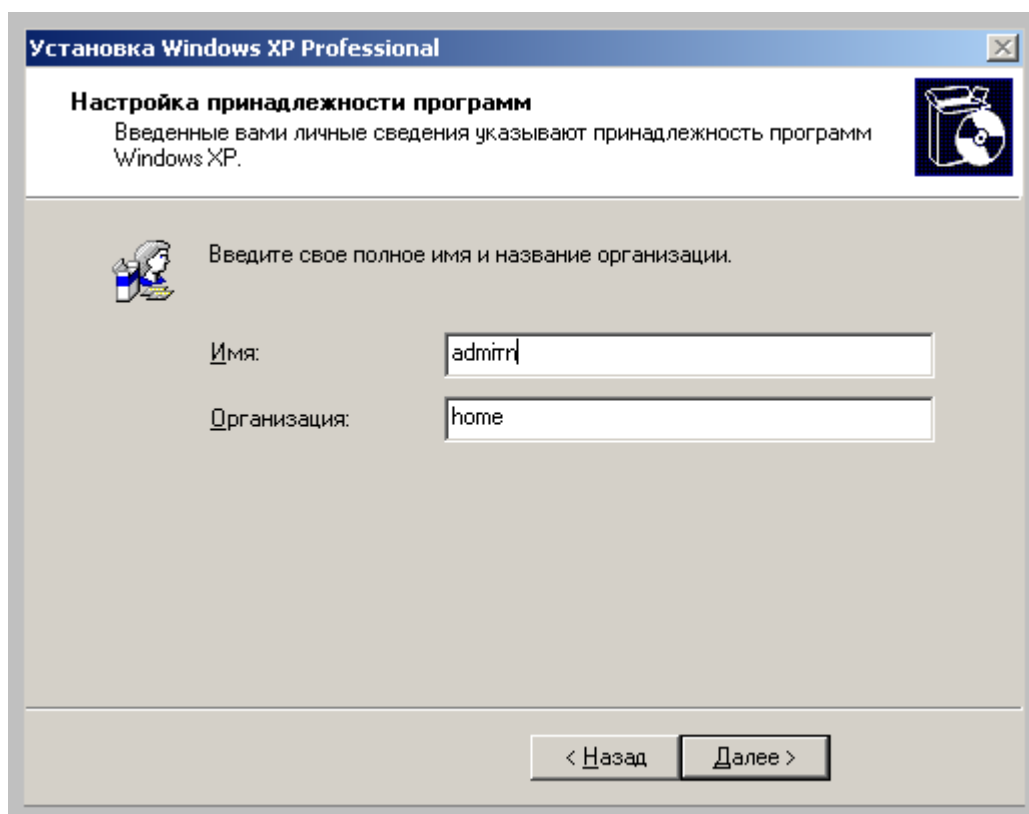 Установка Windows XP Professional
Настройка принадлежности программ
Введенные вами личные сведения указывают принадлежность программ
Windows XP.
Введите свое полное имя и название организации.
Имя:
admirn
Организация:
home
< Назад
Далее >